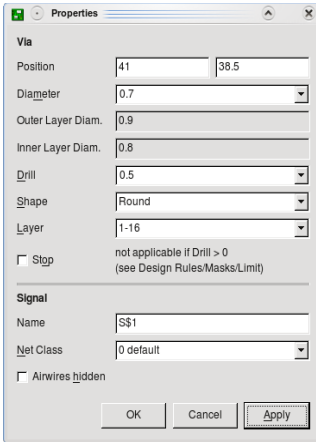 Properties
Via
Position 41 38.5
Diameter 0.7
Outer Layer Diam. 0.9
Inner Layer Diam. 0.8
Drill 0.5
Shape Round
Layer 1-16
Stop not applicable if Drill > 0
(see Design Rules/Masks/Limit)
Signal
Name S$1
Net Class 0 default
Airwires hidden
OK Cancel Apply